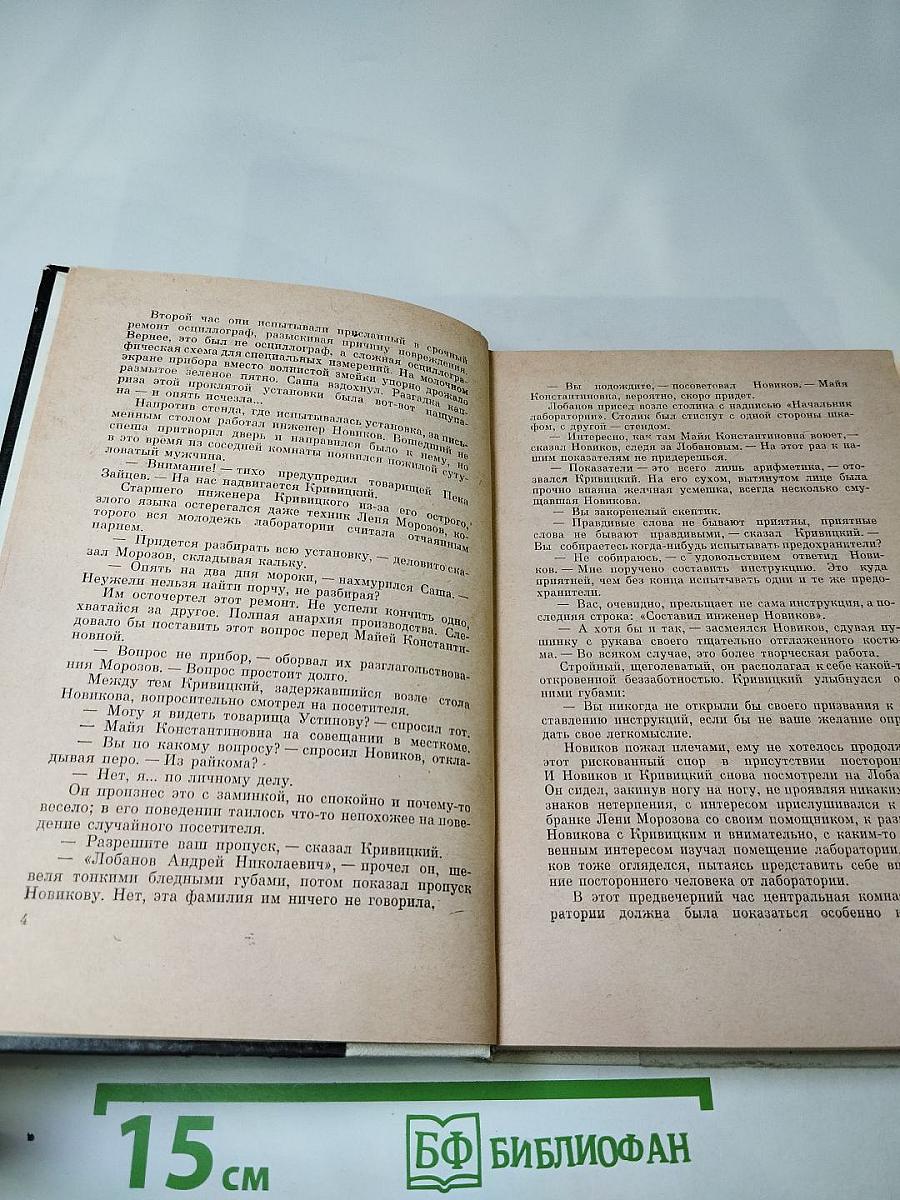 Второй час они испытывали присланный в срочный
ремонт осциллограф, разыскивая причину повреждения.
Вернее, это был не осциллограф, а сложная осциллогра-
фическая схема для специальных измерений. На молочном
экране прибора вместо волнистой змейки упорно дрожало
размытое зеленое пятно. Саша вздохнул. Разгадка кап-
риза этой проклятой установки была вот-вот нащупа-
на — и опять исчезла...
Напротив стенда, где испытывалась установка, за пись-
менным столом работал инженер Новиков. Вошедший не
спеша притворил дверь и направился было к нему, но
в это время из соседней комнаты появился пожилой суту-
ловатый мужчина.
— Внимание! — тихо предупредил товарищей Пека
Зайцев. — На нас надвигается Кривицкий.
Старшего инженера Кривицкого из-за его острого,
злого языка остерегался даже техник Леня Морозов, ко-
торого вся молодежь лаборатории считала отчаянным
парнем.
— Придется разбирать всю установку, — деловито ска-
зал Морозов, складывая кальку.
— Опять на два дня мороки, — нахмурился Саша. —
Неужели нельзя найти порчу, не разбирая?
Им осточертел этот ремонт. Не успели кончить одно,
хватайся за другое. Полная анархия производства. Сле-
довало бы поставить этот вопрос перед Майей Константи-
новной.
— Вопрос не прибор, — оборвал их разглагольствова-
ния Морозов. — Вопрос простоит долго.
Между тем Кривицкий, задержавшийся возле стола
Новикова, вопросительно смотрел на посетителя.
— Могу я видеть товарища Устинову? — спросил тот.
— Майя Константиновна на совещании в месткоме.
— Вы по какому вопросу? — спросил Новиков, откла-
дывая перо. — Из райкома?
— Нет, я... по личному делу.
Он произнес это с заминкой, но спокойно и почему-то
весело; в его поведении таилось что-то непохожее на пове-
дение случайного посетителя.
— Разрешите ваш пропуск, — сказал Кривицкий.
— «Лобанов Андрей Николаевич», — прочел он, ше-
веля тонкими бледными губами, потом показал пропуск
Новикову. Нет, эта фамилия им ничего не говорила,
4
— Вы подождите, — посоветовал Новиков. — Майя
Константиновна, вероятно, скоро придет.
Лобанов присел возле столика с надписью «Начальник
лаборатории». Столик был стиснут с одной стороны шка-
фом, с другой — стендом.
— Интересно, как там Майя Константиновна воюет, —
сказал Новиков, следя за Лобановым. — На этот раз к на-
шим показателям не придерешься.
— Показатели — это всего лишь арифметика, — ото-
звался Кривицкий. На его сухом, вытянутом лице была
прочно впаяна желчная усмешка, всегда несколько сму-
щавшая Новикова.
— Вы закоренелый скептик.
— Правдивые слова не бывают приятны, приятные
слова не бывают правдивыми, — сказал Кривицкий. —
Вы собираетесь когда-нибудь испытывать предохранители?
— Не собираюсь, — с удовольствием ответил Нови-
ков. — Мне поручено составить инструкцию. Это куда
приятней, чем без конца испытывать одни и те же предо-
хранители.
— Вас, очевидно, прельщает не сама инструкция, а по-
следняя строка: «Составил инженер Новиков».
— А хотя бы и так, — засмеялся Новиков, сдувая пу-
шинку с рукава своего тщательно отглаженного костю-
ма. — Во всяком случае, это более творческая работа.
Стройный, щеголеватый, он располагал к себе какой-т
откровенной беззаботностью. Кривицкий улыбнулся о
ними губами:
— Вы никогда не открыли бы своего призвания к
ставлению инструкций, если бы не ваше желание опр
дать свое легкомыслие.
Новиков пожал плечами, ему не хотелось продолж
этот рискованный спор в присутствии посторон
И Новиков и Кривицкий снова посмотрели на Лоба
Он сидел, закинув ногу на ногу, не проявляя никаких
знаков нетерпения, с интересом прислушивался к
бранке Лени Морозова со своим помощником, к раз
Новикова с Кривицким и внимательно, с каким-то
венным интересом изучал помещение лаборатории.
ков тоже огляделся, пытаясь представить себе вп
ние постороннего человека от лаборатории.
В этот предвечерний час центральная комна
ратории должна была показаться особенно
15 см
БФ БИБЛИОФАН